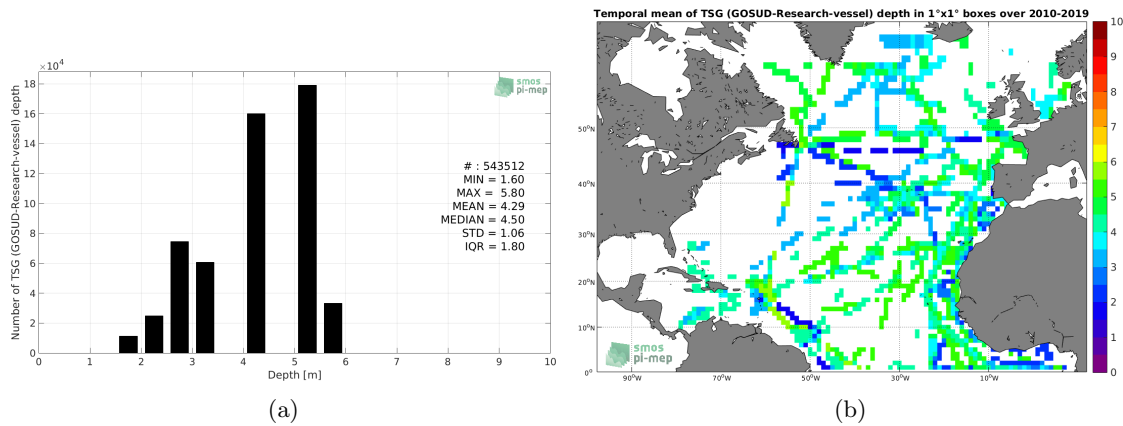 ×10⁴
18
16
14
12
10
8
6
4
2
0
Number of TSG (GOSUD-Research-vessel) depth
smos
pi-mep
# : 543512
MIN = 1.60
MAX = 5.80
MEAN = 4.29
MEDIAN = 4.50
STD = 1.06
IQR = 1.80
0 1 2 3 4 5 6 7 8 9 10
Depth [m]
(a)
Temporal mean of TSG (GOSUD-Research-vessel) depth in 1°x1° boxes over 2010-2019
50°N
40°N
30°N
20°N
10°N
0°
90°W 70°W 50°W 30°W 10°W
smos
pi-mep
10
9
8
7
6
5
4
3
2
1
0
(b)